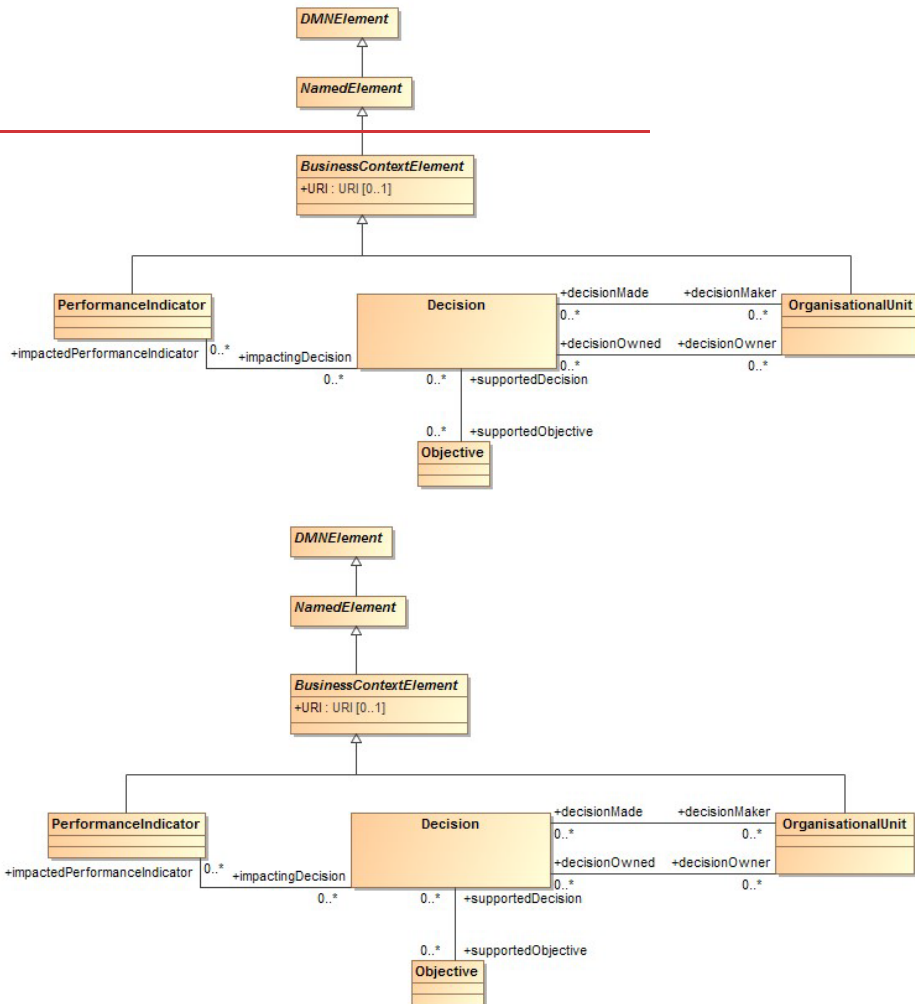 DMNElement
NamedElement
BusinessContextElement
+URI : URI [0..1]
PerformanceIndicator
Decision
+decisionMade
+decisionMaker
OrganisationalUnit
0..*
0..*
+impactedPerformanceIndicator
0..*
+impactingDecision
+decisionOwned
+decisionOwner
0..*
0..*
0..*
0..*
+supportedDecision
0..*
+supportedObjective
Objective
DMNElement
NamedElement
BusinessContextElement
+URI : URI [0..1]
PerformanceIndicator
Decision
+decisionMade
+decisionMaker
OrganisationalUnit
0..*
0..*
+impactedPerformanceIndicator
0..*
+impactingDecision
+decisionOwned
+decisionOwner
0..*
0..*
0..*
0..*
+supportedDecision
0..*
+supportedObjective
Objective